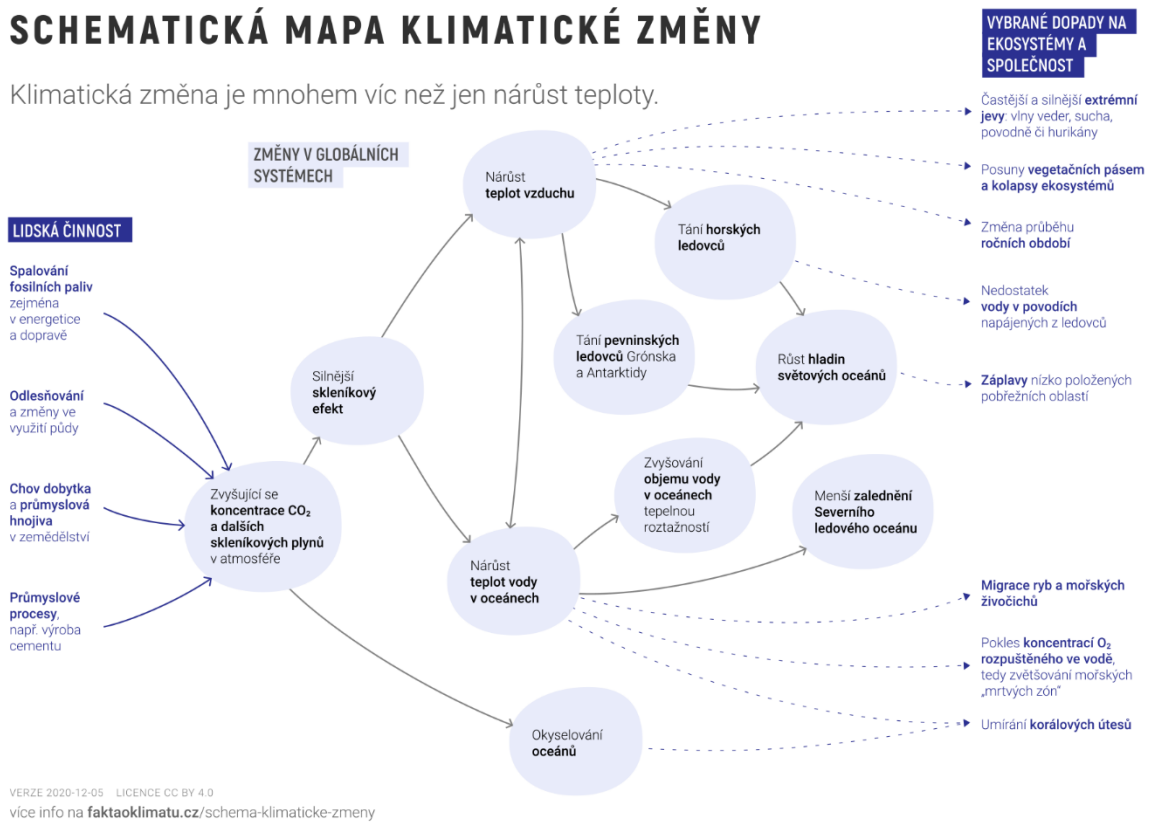 SCHEMATICKÁ MAPA KLIMATICKÉ ZMĚNY
Klimatická změna je mnohem víc než jen nárůst teploty.
LIDSKÁ ČINNOST
Spalování
fosilních paliv
zejména
v energetice
a dopravě
Odlesňování
a změny ve
využití půdy
Chov dobytka
a průmyslová
hnojiva
v zemědělství
Průmyslové
procesy,
např. výroba
cementu
ZMĚNY V GLOBÁLNÍCH
SYSTÉMECH
Zvyšující se
koncentrace CO₂
a dalších
skleníkových plynů
v atmosféře
Silnější
skleníkový
efekt
Nárůst
teplot vzduchu
Tání horských
ledovců
Tání pevninských
ledovců Grónska
a Antarktidy
Růst hladin
světových oceánů
Zvyšování
objemu vody
v oceánech
tepelnou
roztažností
Menší zalednění
Severního
ledového oceánu
Nárůst
teplot vody
v oceánech
Okyselování
oceánů
VYBRANÉ DOPADY NA
EKOSYSTÉMY A
SPOLEČNOST
Častější a silnější extrémní
jevy: vlny veder, sucha,
povodně či hurikány
Posuny vegetačních pásem
a kolapsy ekosystémů
Změna průběhu
ročních období
Nedostatek
vody v povodích
napájených z ledovců
Záplavy nízko položených
pobřežních oblastí
Migrace ryb a mořských
živočichů
Pokles koncentrací O₂
rozpuštěného ve vodě,
tedy zvětšování mořských
„mrtvých zón“
Umírání korálových útesů
VERZE 2020-12-05 LICENCE CC BY 4.0
více info na faktaoklimatu.cz/schema-klimaticke-zmeny